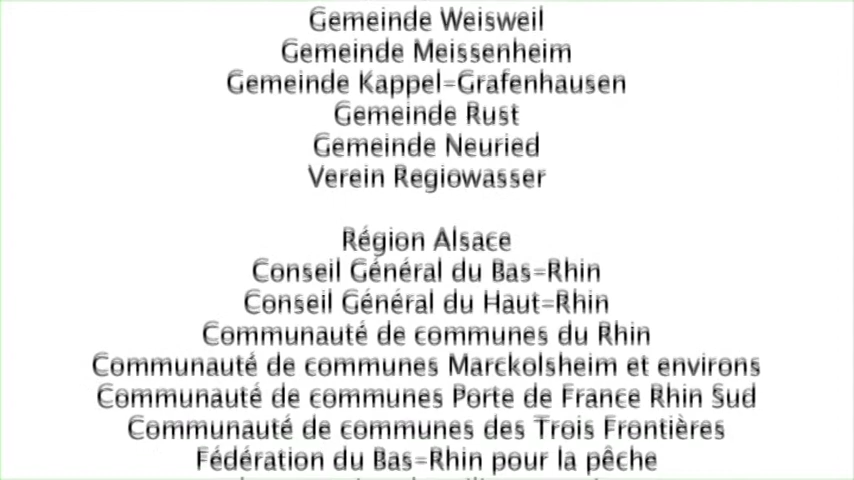 Gemeinde Weisweil
Gemeinde Meissenheim
Gemeinde Kappel-Grafenhausen
Gemeinde Rust
Gemeinde Neuried
Verein Regiowasser
Région Alsace
Conseil Général du Bas-Rhin
Conseil Général du Haut-Rhin
Communauté de communes du Rhin
Communauté de communes Marckolsheim et environs
Communauté de communes Porte de France Rhin Sud
Communauté de communes des Trois Frontières
Fédération du Bas-Rhin pour la pêche